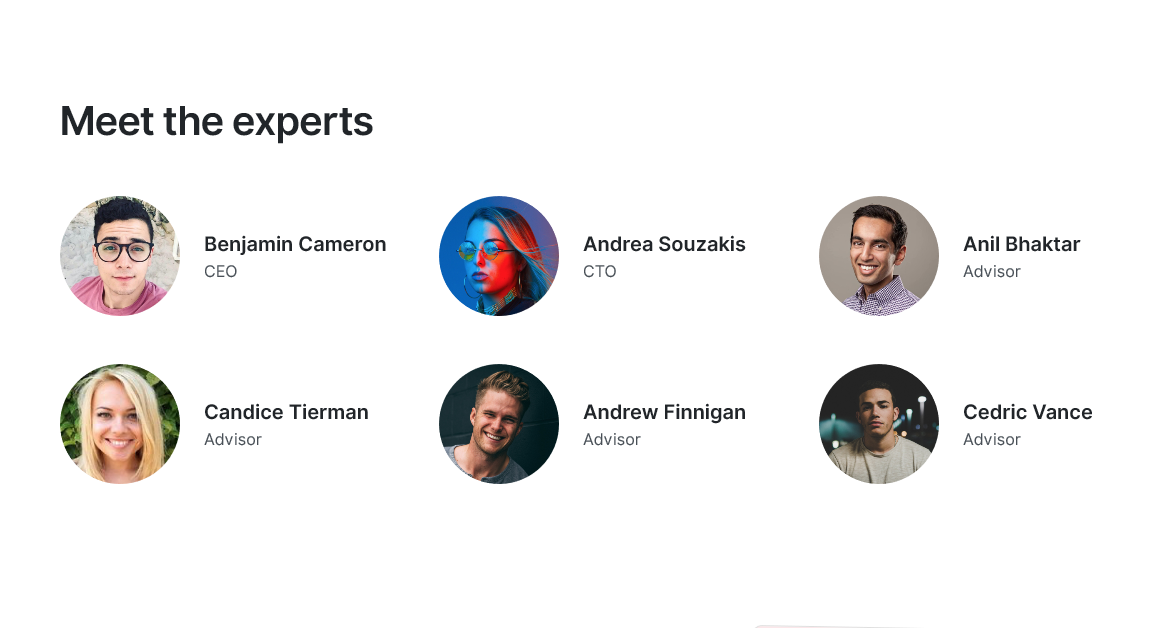 Meet the experts
Benjamin Cameron
CEO
Andrea Souzakis
CTO
Anil Bhaktar
Advisor
Candice Tierman
Advisor
Andrew Finnigan
Advisor
Cedric Vance
Advisor